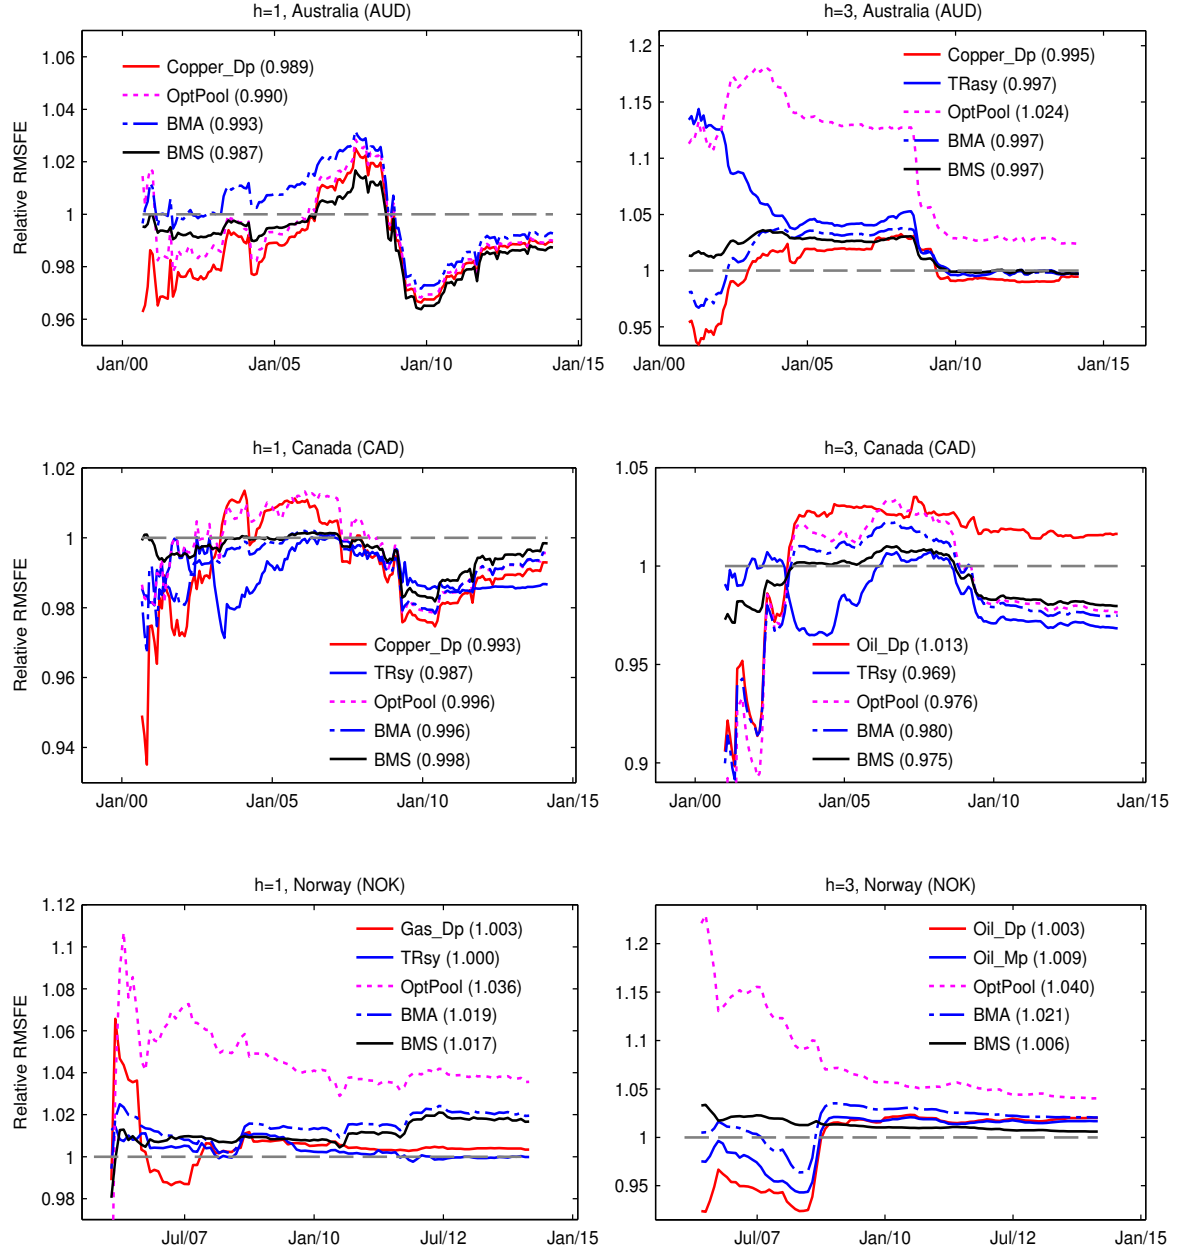 h=1, Australia (AUD)
1.06
1.04
1.02
1
0.98
0.96
Relative RMSFE
Copper_Dp (0.989)
OptPool (0.990)
BMA (0.993)
BMS (0.987)
Jan/00
Jan/05
Jan/10
Jan/15
h=3, Australia (AUD)
1.2
1.15
1.1
1.05
1
0.95
Copper_Dp (0.995)
TRasy (0.997)
OptPool (1.024)
BMA (0.997)
BMS (0.997)
Jan/00
Jan/05
Jan/10
Jan/15
h=1, Canada (CAD)
1.02
1
0.98
0.96
0.94
Relative RMSFE
Copper_Dp (0.993)
TRsy (0.987)
OptPool (0.996)
BMA (0.996)
BMS (0.998)
Jan/00
Jan/05
Jan/10
Jan/15
h=3, Canada (CAD)
1.05
1
0.95
0.9
Oil_Dp (1.013)
TRsy (0.969)
OptPool (0.976)
BMA (0.980)
BMS (0.975)
Jan/00
Jan/05
Jan/10
Jan/15
h=1, Norway (NOK)
1.12
1.1
1.08
1.06
1.04
1.02
1
0.98
Relative RMSFE
Gas_Dp (1.003)
TRsy (1.000)
OptPool (1.036)
BMA (1.019)
BMS (1.017)
Jul/07
Jan/10
Jul/12
Jan/15
h=3, Norway (NOK)
1.2
1.15
1.1
1.05
1
0.95
Oil_Dp (1.003)
Oil_Mp (1.009)
OptPool (1.040)
BMA (1.021)
BMS (1.006)
Jul/07
Jan/10
Jul/12
Jan/15